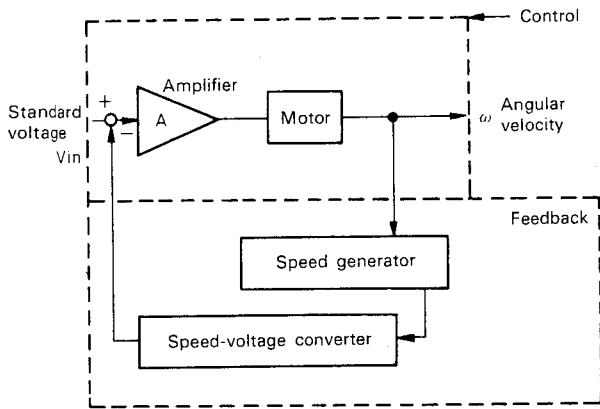 Control
Amplifier
+
Standard
voltage
Vin
−
A
Motor
ω
Angular
velocity
Feedback
Speed generator
Speed-voltage converter